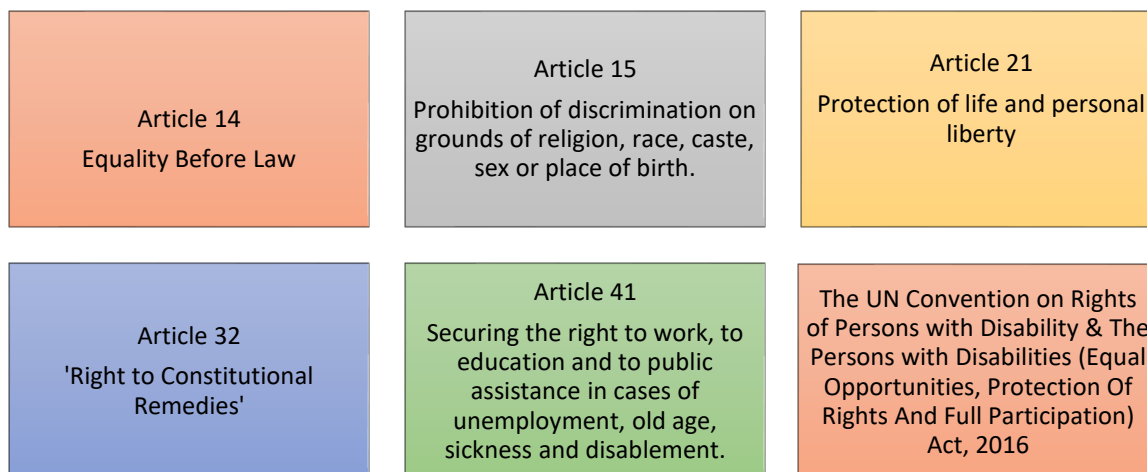 Article 14
Equality Before Law
Article 15
Prohibition of discrimination on
grounds of religion, race, caste,
sex or place of birth.
Article 21
Protection of life and personal
liberty
Article 32
'Right to Constitutional
Remedies'
Article 41
Securing the right to work, to
education and to public
assistance in cases of
unemployment, old age,
sickness and disablement.
The UN Convention on Rights
of Persons with Disability & The
Persons with Disabilities (Equal
Opportunities, Protection Of
Rights And Full Participation)
Act, 2016